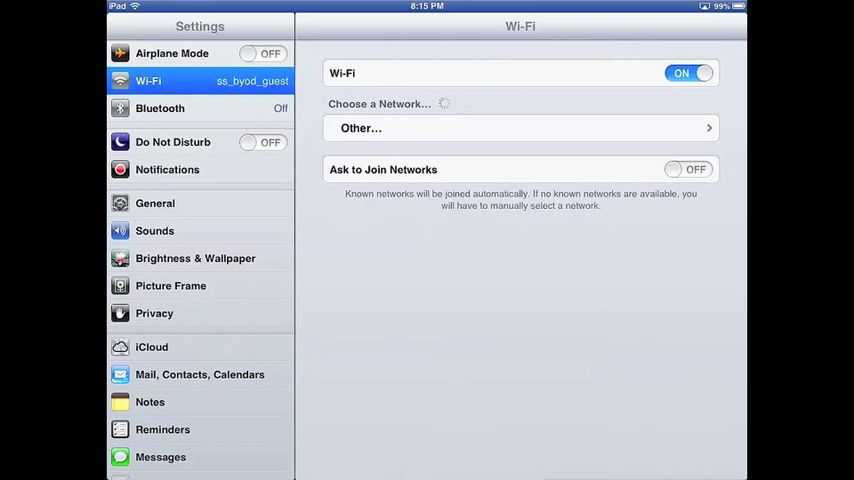 iPad
8:15 PM
99%
Settings
Wi-Fi
Airplane Mode
OFF
Wi-Fi
ss_byod_guest
Bluetooth
Off
Do Not Disturb
OFF
Notifications
General
Sounds
Brightness & Wallpaper
Picture Frame
Privacy
iCloud
Mail, Contacts, Calendars
Notes
Reminders
Messages
Wi-Fi
ON
Choose a Network...
Other...
Ask to Join Networks
OFF
Known networks will be joined automatically. If no known networks are available, you
will have to manually select a network.